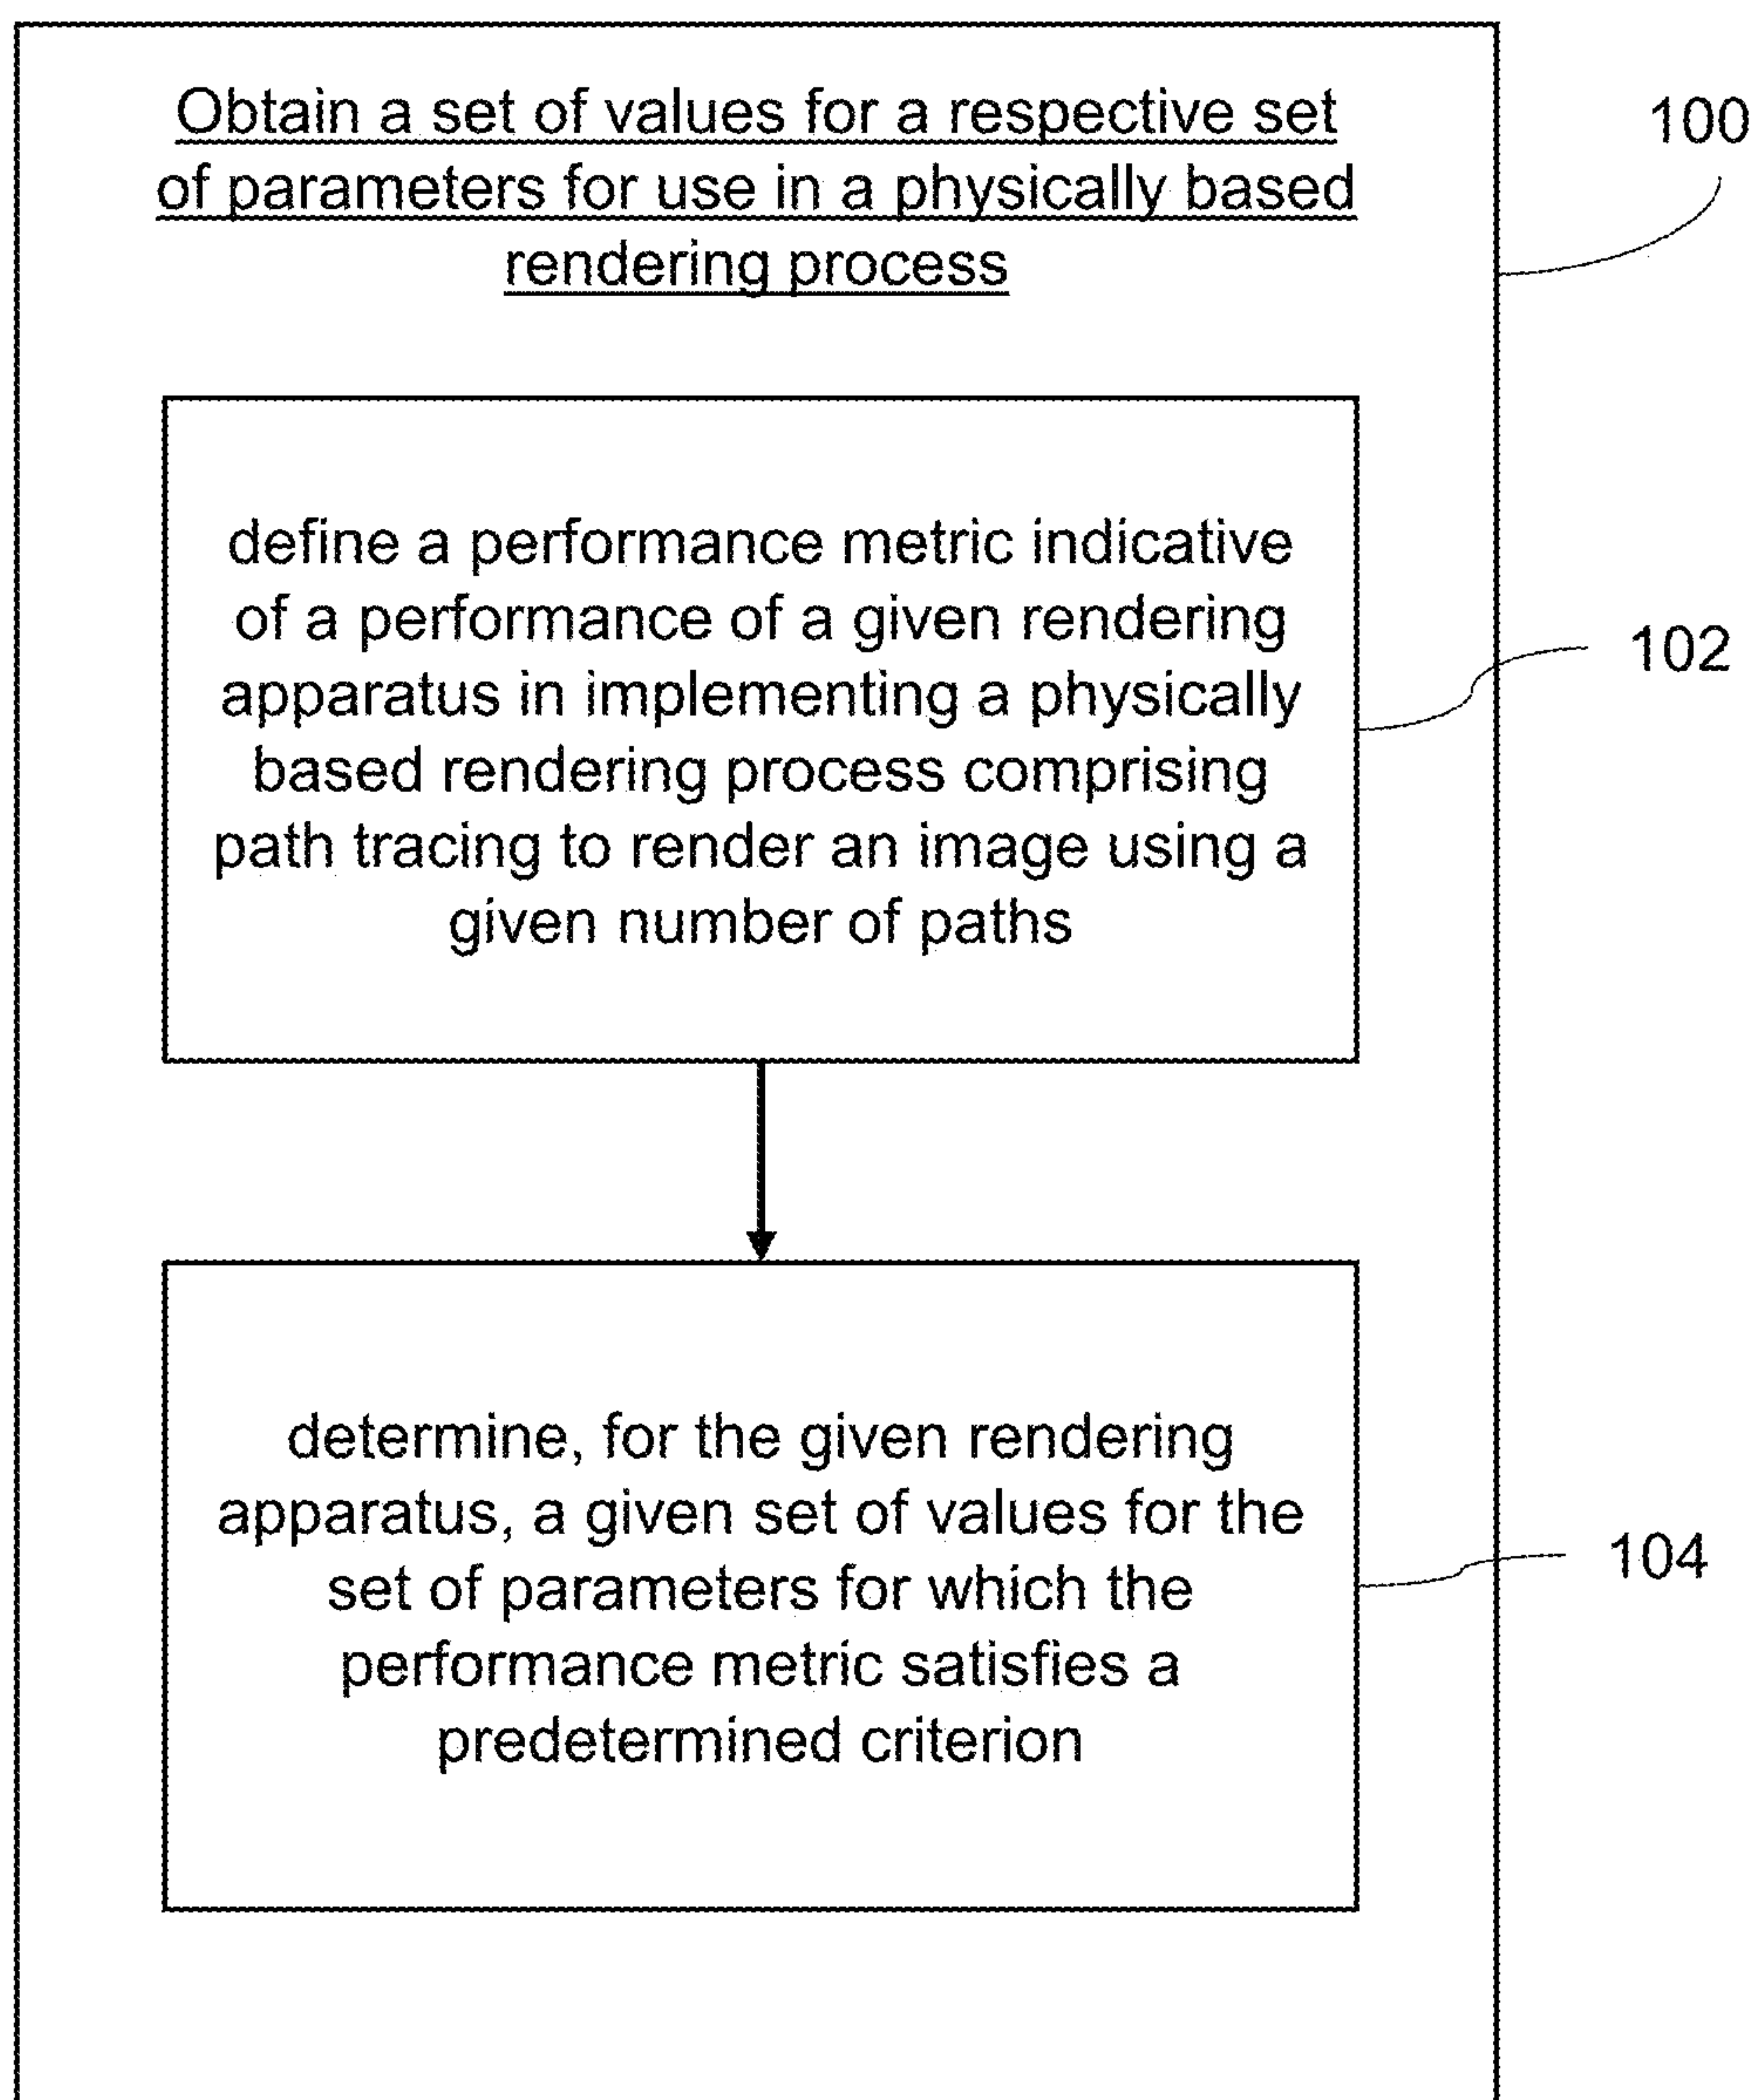 Obtain a set of values for a respective set
100
of parameters for use in a physically based
rendering process
define a performance metric indicative
of a performance of a given rendering
102
apparatus in implementing a physically
based rendering process comprising
path tracing to render an image using a
given number of paths
determine, for the given rendering
apparatus, a given set of values for the
104
set of parameters for which the
performance metric satisfies a
predetermined criterion